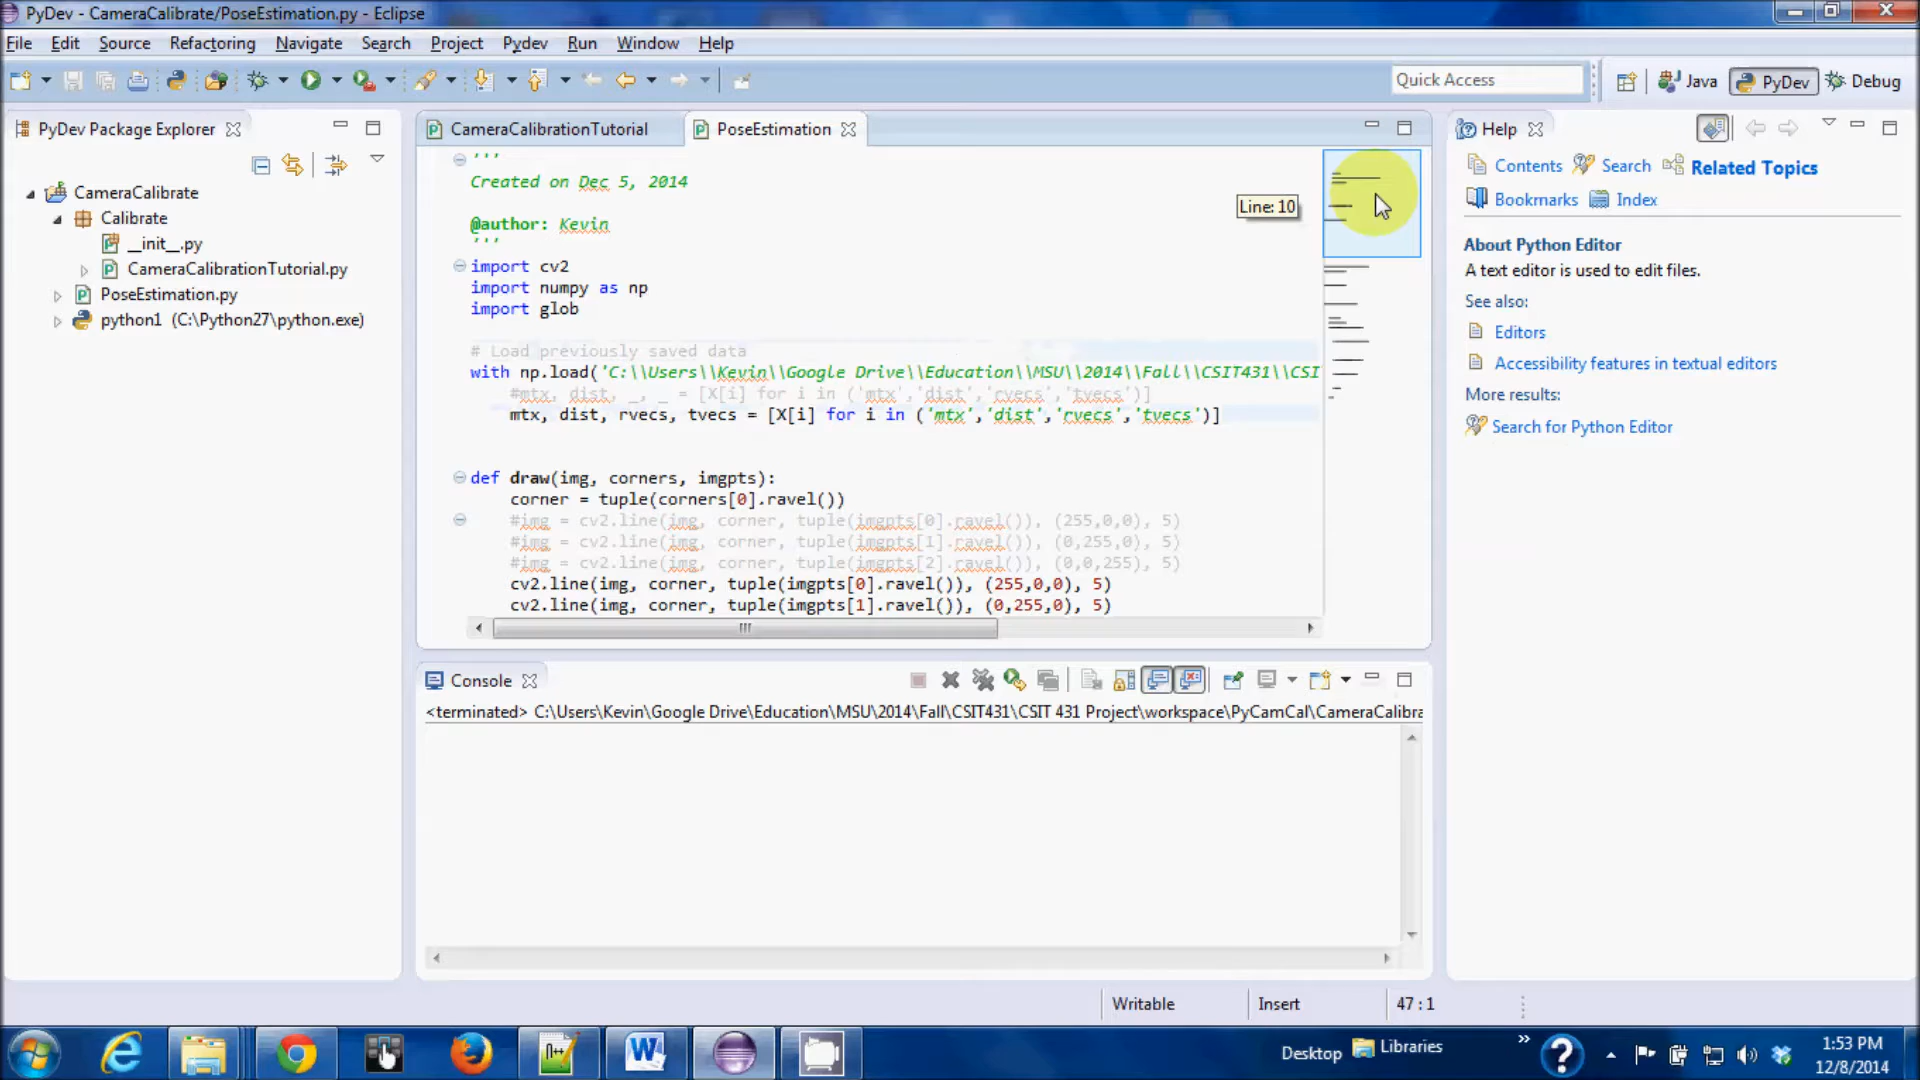 PyDev - CameraCalibrate/PoseEstimation.py - Eclipse
File Edit Source Refactoring Navigate Search Project Pydev Run Window Help
Quick Access
Java
PyDev
Debug
PyDev Package Explorer
CameraCalibrate
Calibrate
__init__.py
CameraCalibrationTutorial.py
PoseEstimation.py
python1 (C:\Python27\python.exe)
CameraCalibrationTutorial
PoseEstimation
'''
Created on Dec 5, 2014
@author: Kevin
'''
import cv2
import numpy as np
import glob
# Load previously saved data
with np.load('C:\\Users\\Kevin\\Google Drive\\Education\\MSU\\2014\\Fall\\CSIT431\\CSI
#mtx, dist, _, _ = [X[i] for i in ('mtx','dist','rvecs','tvecs')]
mtx, dist, rvecs, tvecs = [X[i] for i in ('mtx','dist','rvecs','tvecs')]
def draw(img, corners, imgpts):
corner = tuple(corners[0].ravel())
#img = cv2.line(img, corner, tuple(imgpts[0].ravel()), (255,0,0), 5)
#img = cv2.line(img, corner, tuple(imgpts[1].ravel()), (0,255,0), 5)
#img = cv2.line(img, corner, tuple(imgpts[2].ravel()), (0,0,255), 5)
cv2.line(img, corner, tuple(imgpts[0].ravel()), (255,0,0), 5)
cv2.line(img, corner, tuple(imgpts[1].ravel()), (0,255,0), 5)
Line: 10
Help
Contents Search Related Topics
Bookmarks Index
About Python Editor
A text editor is used to edit files.
See also:
Editors
Accessibility features in textual editors
More results:
Search for Python Editor
Console
<terminated> C:\Users\Kevin\Google Drive\Education\MSU\2014\Fall\CSIT431\CSIT 431 Project\workspace\PyCamCal\CameraCalibra
Writable
Insert
47 : 1
Desktop
Libraries
»
1:53 PM
12/8/2014